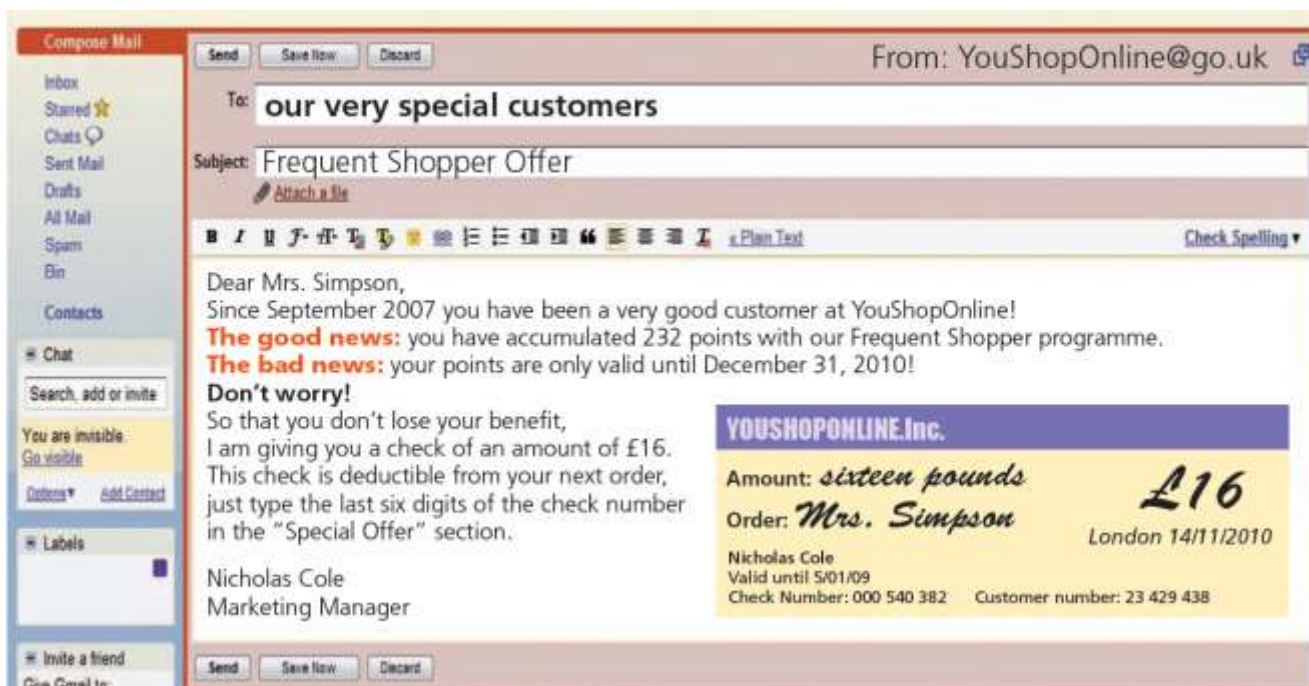 Compose Mail
Inbox
Starred
Chats
Sent Mail
Drafts
All Mail
Spam
Bin
Contacts
Chat
Search, add or invite
You are invisible.
Go visible
Options▼ Add Contact
Labels
Invite a friend
Give Gmail to:
Send Save Now Discard From: YouShopOnline@go.uk
To: our very special customers
Subject: Frequent Shopper Offer
Attach a file
B I U « Plain Text Check Spelling ▼
Dear Mrs. Simpson,
Since September 2007 you have been a very good customer at YouShopOnline!
The good news: you have accumulated 232 points with our Frequent Shopper programme.
The bad news: your points are only valid until December 31, 2010!
Don't worry!
So that you don't lose your benefit,
I am giving you a check of an amount of £16.
This check is deductible from your next order,
just type the last six digits of the check number
in the "Special Offer" section.
Nicholas Cole
Marketing Manager
YOUSHOPONLINE.Inc.
Amount: sixteen pounds
£16
Order: Mrs. Simpson
London 14/11/2010
Nicholas Cole
Valid until 5/01/09
Check Number: 000 540 382 Customer number: 23 429 438
Send Save Now Discard